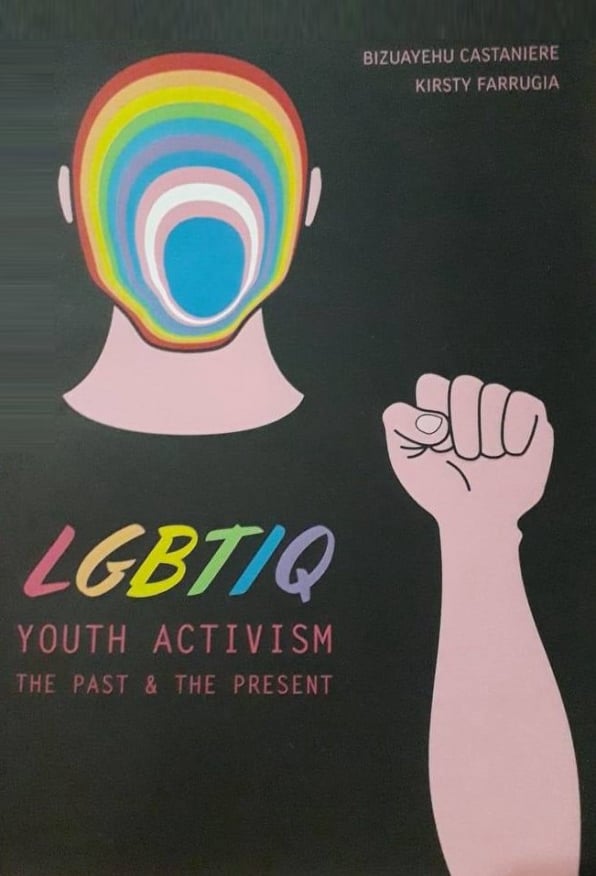 BIZUAYEHU CASTANIERE
KIRSTY FARRUGIA
LGBTIQ
YOUTH ACTIVISM
THE PAST & THE PRESENT